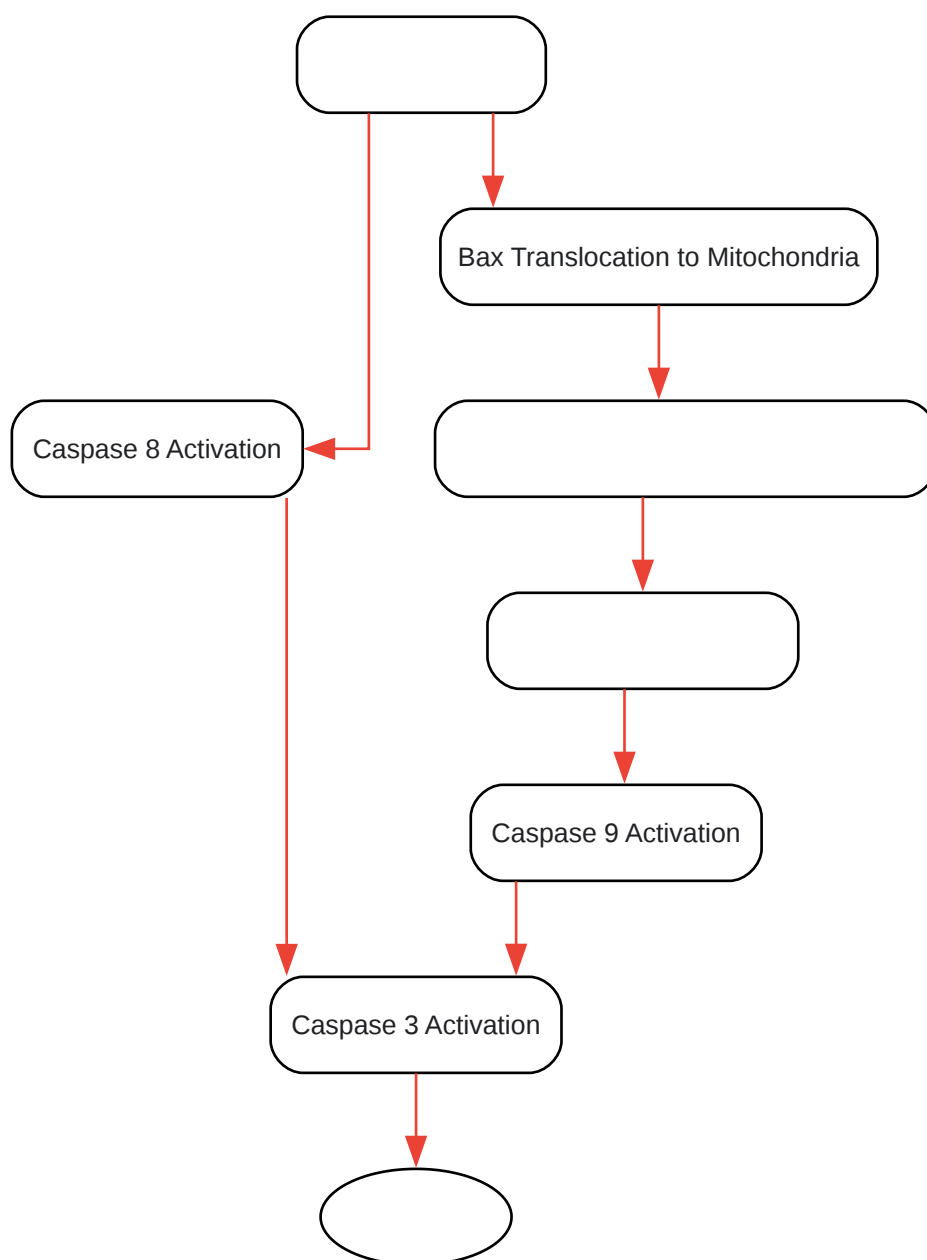 Bax Translocation to Mitochondria
Caspase 8 Activation
Caspase 9 Activation
Caspase 3 Activation